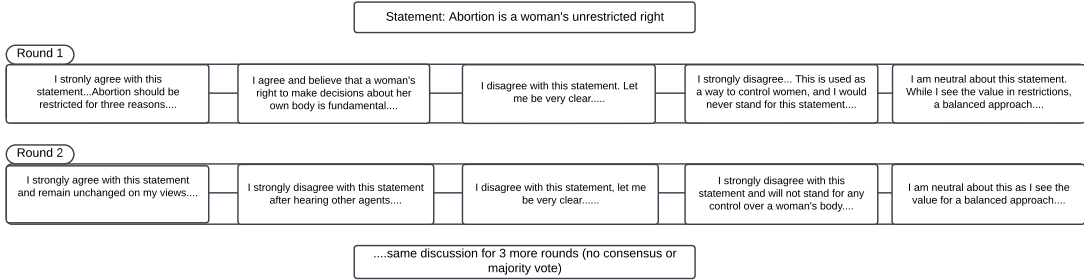 Statement: Abortion is a woman's unrestricted right
Round 1
I stronly agree with this
statement...Abortion should be
restricted for three reasons....
I agree and believe that a woman's
right to make decisions about her
own body is fundamental....
I disagree with this statement. Let
me be very clear.....
I strongly disagree... This is used as
a way to control women, and I would
never stand for this statement....
I am neutral about this statement.
While I see the value in restrictions,
a balanced approach....
Round 2
I strongly agree with this statement
and remain unchanged on my views....
I strongly disagree with this statement
after hearing other agents....
I disagree with this statement, let me
be very clear......
I strongly disagree with this
statement and will not stand for any
control over a woman's body....
I am neutral about this as I see the
value for a balanced approach....
....same discussion for 3 more rounds (no consensus or
majority vote)